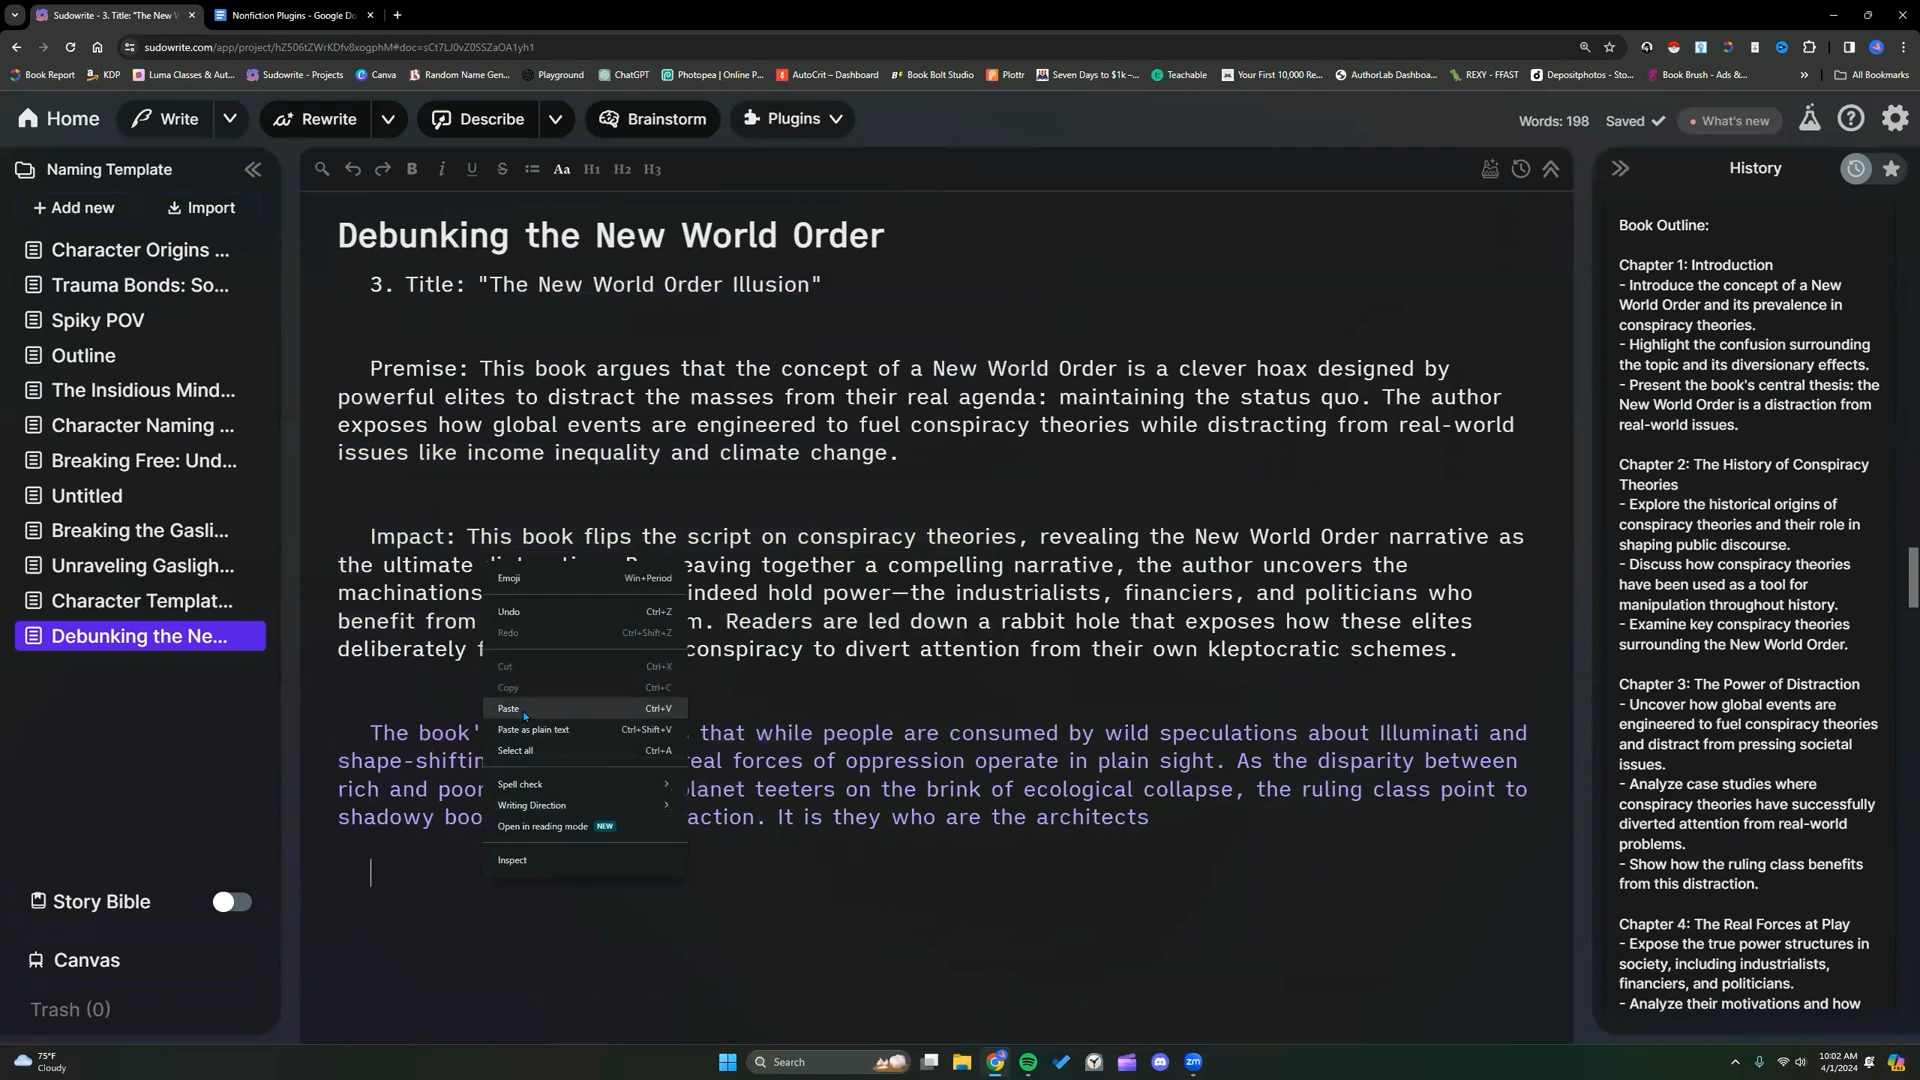 Sudowrite - 3. Title: "The New W
Nonfiction Plugins - Google Do
sudowrite.com/app/project/hZ506tZWrKDfv8xogphM#doc=sCt7LJ0vZ0SSZaOA1yh1
Book Report
KDP
Luma Classes & Aut...
Sudowrite - Projects
Canva
Random Name Gen...
Playground
ChatGPT
Photopea | Online P...
AutoCrit – Dashboard
Book Bolt Studio
Plottr
Seven Days to $1k –...
Teachable
Your First 10,000 Re...
AuthorLab Dashboa...
REXY - FFAST
Depositphotos - Sto...
Book Brush - Ads &...
All Bookmarks
Home
Write
Rewrite
Describe
Brainstorm
Plugins
Words: 198
Saved
What's new
Naming Template
+ Add new
Import
Character Origins ...
Trauma Bonds: So...
Spiky POV
Outline
The Insidious Mind...
Character Naming ...
Breaking Free: Und...
Untitled
Breaking the Gasli...
Unraveling Gasligh...
Character Templat...
Debunking the Ne...
Story Bible
Canvas
Trash (0)
B i U S Aa H1 H2 H3
Debunking the New World Order
3. Title: "The New World Order Illusion"
Premise: This book argues that the concept of a New World Order is a clever hoax designed by
powerful elites to distract the masses from their real agenda: maintaining the status quo. The author
exposes how global events are engineered to fuel conspiracy theories while distracting from real-world
issues like income inequality and climate change.
Impact: This book flips the script on conspiracy theories, revealing the New World Order narrative as
the ultimate eaving together a compelling narrative, the author uncovers the
machinations indeed hold power—the industrialists, financiers, and politicians who
benefit from m. Readers are led down a rabbit hole that exposes how these elites
deliberately f conspiracy to divert attention from their own kleptocratic schemes.
The book' that while people are consumed by wild speculations about Illuminati and
shape-shiftin real forces of oppression operate in plain sight. As the disparity between
rich and poor lanet teeters on the brink of ecological collapse, the ruling class point to
shadowy boo action. It is they who are the architects
Emoji Win+Period
Undo Ctrl+Z
Redo Ctrl+Shift+Z
Cut Ctrl+X
Copy Ctrl+C
Paste Ctrl+V
Paste as plain text Ctrl+Shift+V
Select all Ctrl+A
Spell check
Writing Direction
Open in reading mode NEW
Inspect
History
Book Outline:
Chapter 1: Introduction
- Introduce the concept of a New
World Order and its prevalence in
conspiracy theories.
- Highlight the confusion surrounding
the topic and its diversionary effects.
- Present the book's central thesis: the
New World Order is a distraction from
real-world issues.
Chapter 2: The History of Conspiracy
Theories
- Explore the historical origins of
conspiracy theories and their role in
shaping public discourse.
- Discuss how conspiracy theories
have been used as a tool for
manipulation throughout history.
- Examine key conspiracy theories
surrounding the New World Order.
Chapter 3: The Power of Distraction
- Uncover how global events are
engineered to fuel conspiracy theories
and distract from pressing societal
issues.
- Analyze case studies where
conspiracy theories have successfully
diverted attention from real-world
problems.
- Show how the ruling class benefits
from this distraction.
Chapter 4: The Real Forces at Play
- Expose the true power structures in
society, including industrialists,
financiers, and politicians.
- Analyze their motivations and how
75°F
Cloudy
Search
10:02 AM
4/1/2024